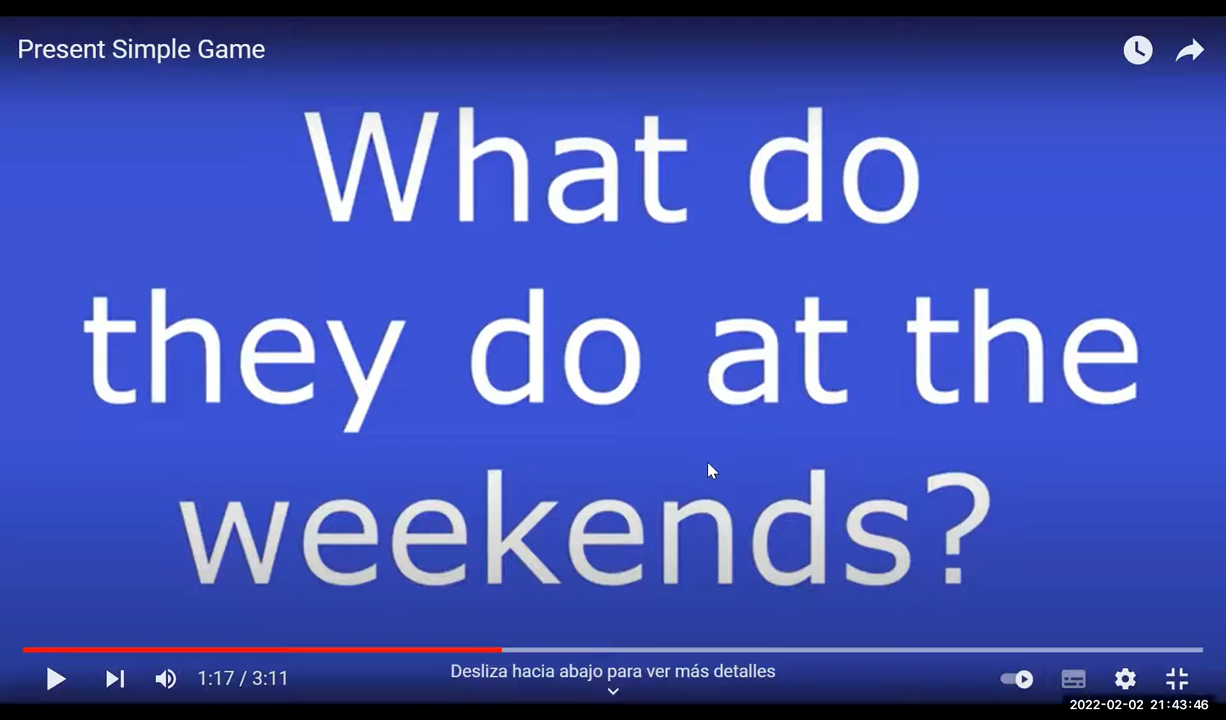 Present Simple Game
What do
they do at the
weekends?
1:17 / 3:11
Desliza hacia abajo para ver más detalles
2022-02-02 21:43:46